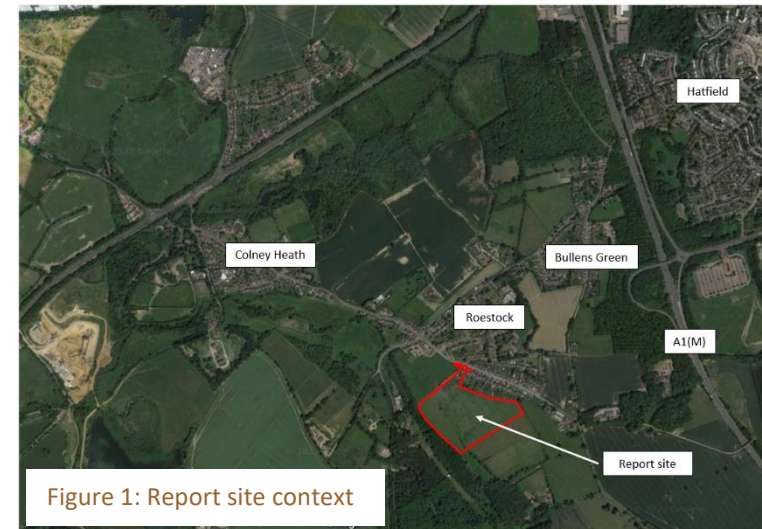 Hatfield
Colney Heath
Bullens Green
Roestock
A1(M)
Report site
Figure 1: Report site context